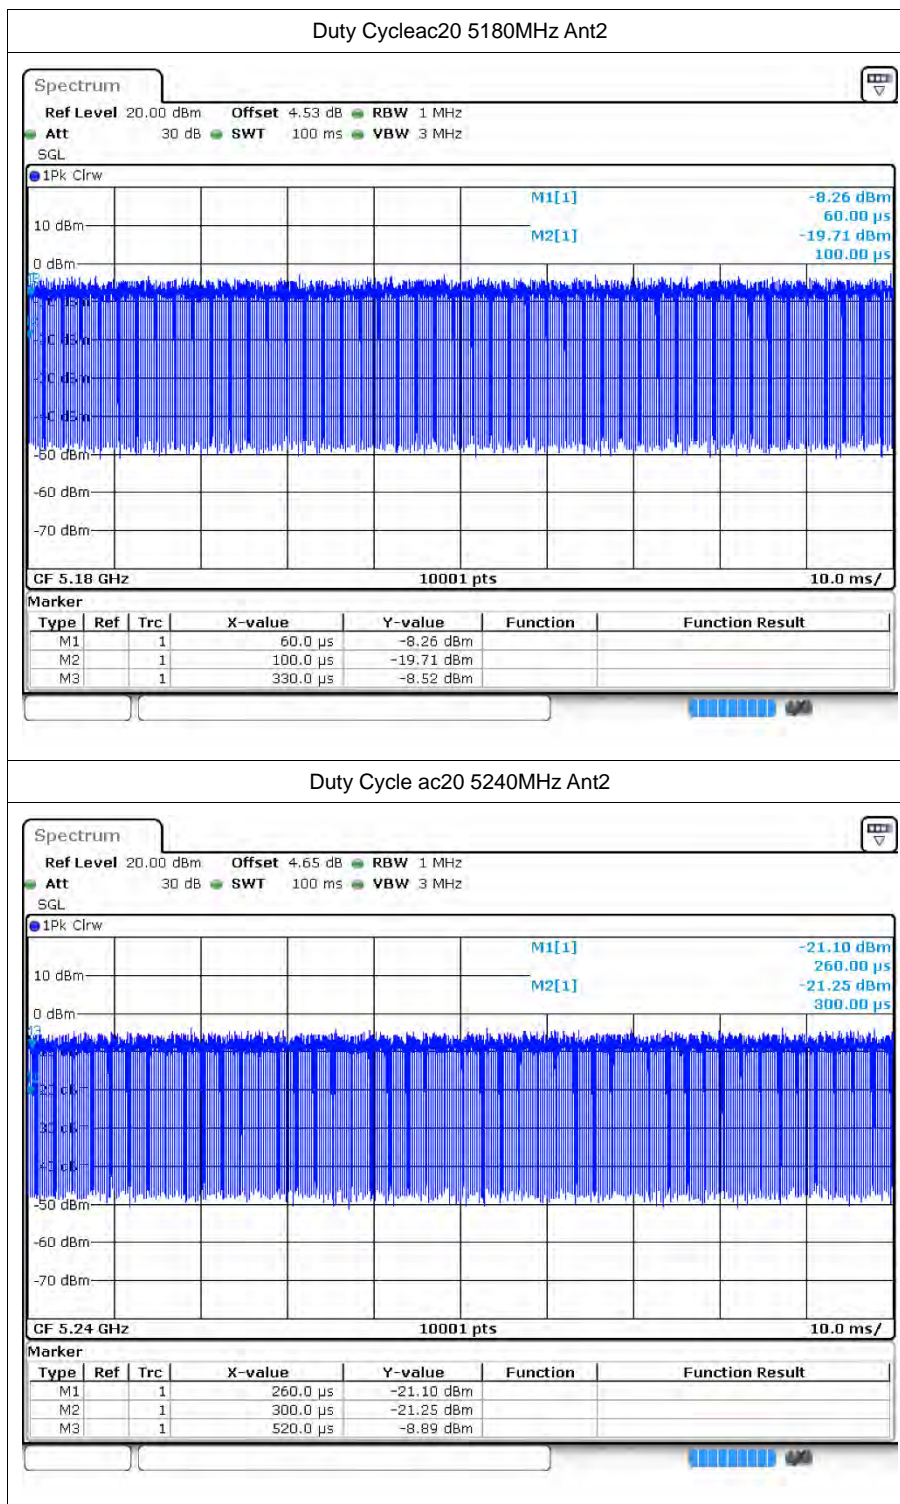 Duty Cycleac20 5180MHz Ant2
Spectrum
Ref Level 20.00 dBm Offset 4.53 dB RBW 1 MHz
Att 30 dB SWT 100 ms VBW 3 MHz
SGL
1Pk Clrw
M1[1] -8.26 dBm
60.00 µs
10 dBm
M2[1] -19.71 dBm
100.00 µs
0 dBm
-50 dBm
-60 dBm
-70 dBm
CF 5.18 GHz 10001 pts 10.0 ms/
Marker
Type Ref Trc X-value Y-value Function Function Result
M1 1 60.0 µs -8.26 dBm
M2 1 100.0 µs -19.71 dBm
M3 1 330.0 µs -8.52 dBm
Duty Cycle ac20 5240MHz Ant2
Spectrum
Ref Level 20.00 dBm Offset 4.65 dB RBW 1 MHz
Att 30 dB SWT 100 ms VBW 3 MHz
SGL
1Pk Clrw
M1[1] -21.10 dBm
260.00 µs
10 dBm
M2[1] -21.25 dBm
300.00 µs
0 dBm
-50 dBm
-60 dBm
-70 dBm
CF 5.24 GHz 10001 pts 10.0 ms/
Marker
Type Ref Trc X-value Y-value Function Function Result
M1 1 260.0 µs -21.10 dBm
M2 1 300.0 µs -21.25 dBm
M3 1 520.0 µs -8.89 dBm